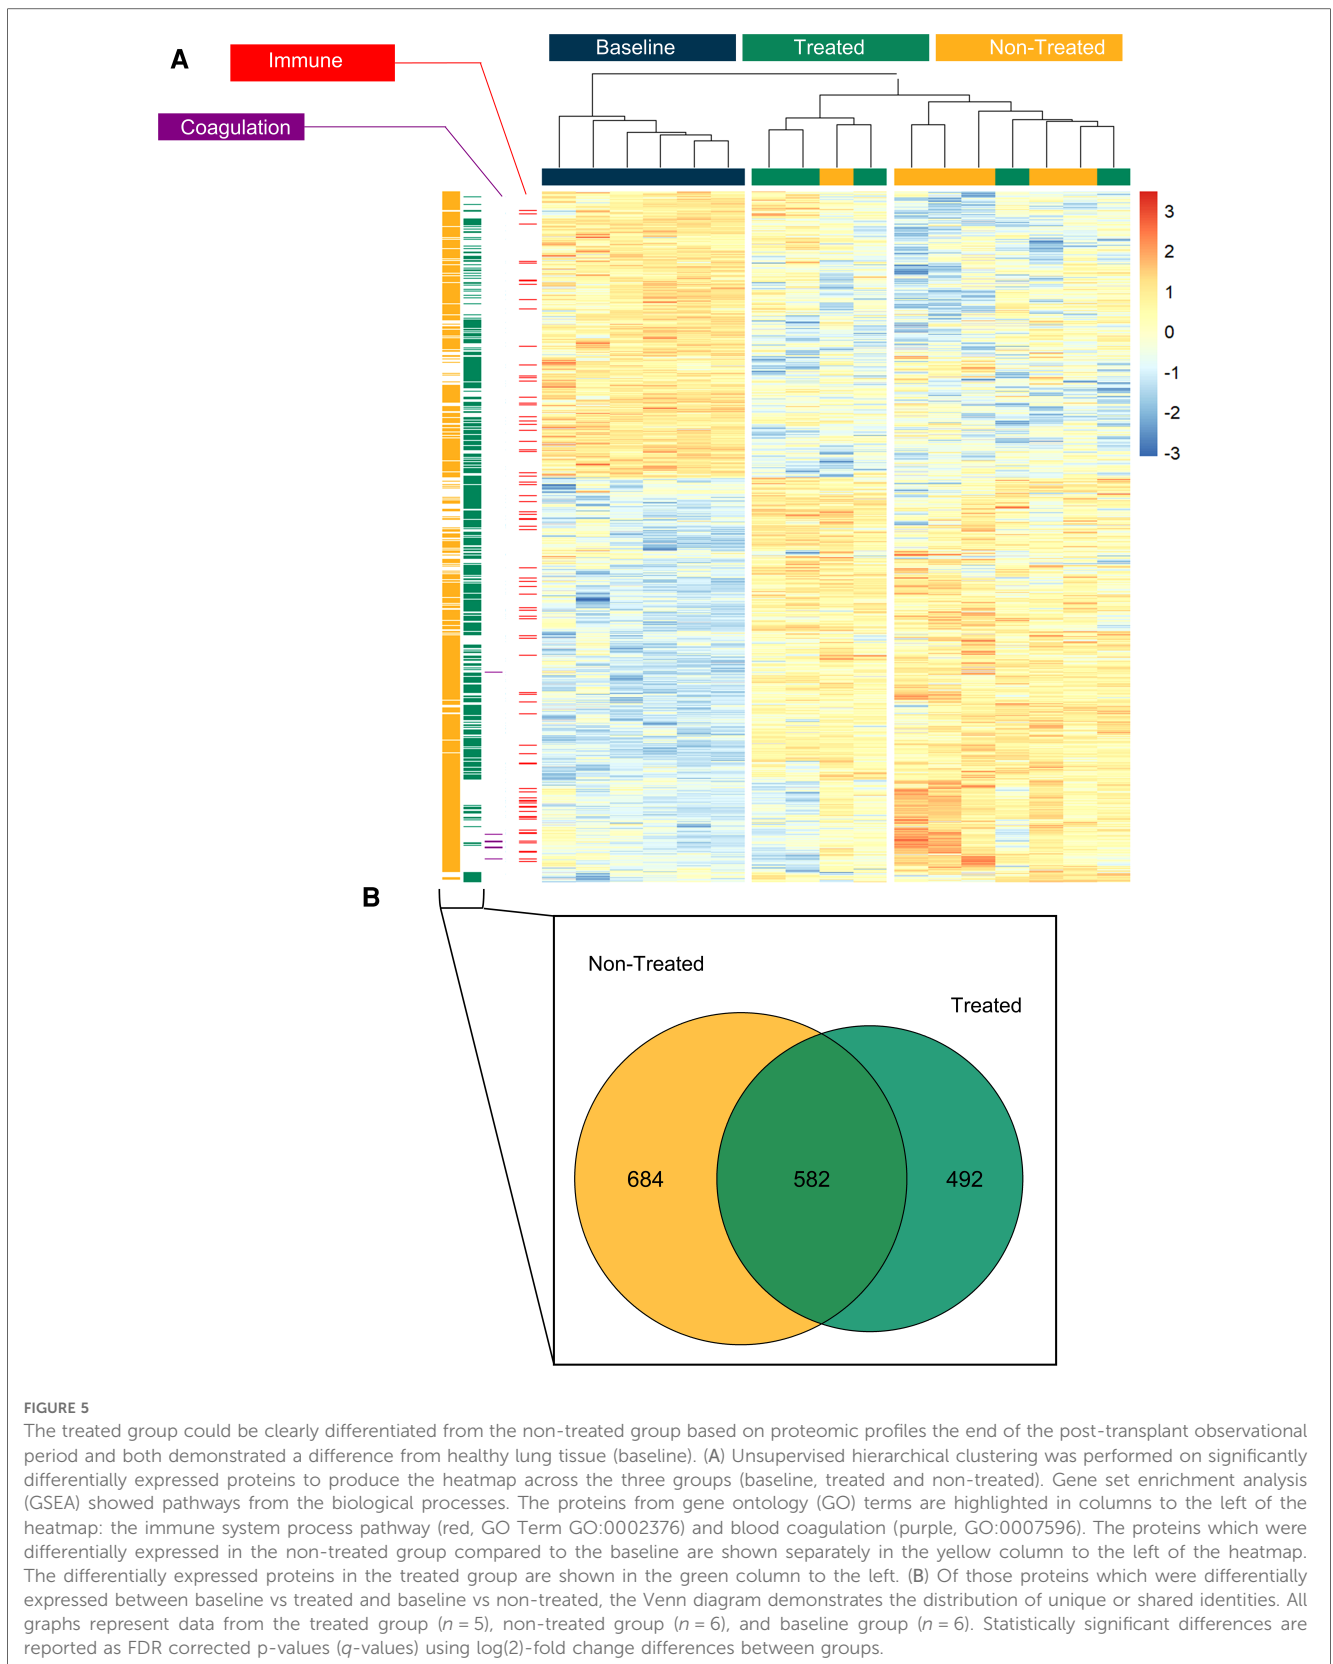 A
Immune
Coagulation
Baseline
Treated
Non-Treated
3
2
1
0
-1
-2
-3
B
Non-Treated
Treated
684
582
492
FIGURE 5
The treated group could be clearly differentiated from the non-treated group based on proteomic profiles the end of the post-transplant observational
period and both demonstrated a difference from healthy lung tissue (baseline). (A) Unsupervised hierarchical clustering was performed on significantly
differentially expressed proteins to produce the heatmap across the three groups (baseline, treated and non-treated). Gene set enrichment analysis
(GSEA) showed pathways from the biological processes. The proteins from gene ontology (GO) terms are highlighted in columns to the left of the
heatmap: the immune system process pathway (red, GO Term GO:0002376) and blood coagulation (purple, GO:0007596). The proteins which were
differentially expressed in the non-treated group compared to the baseline are shown separately in the yellow column to the left of the heatmap.
The differentially expressed proteins in the treated group are shown in the green column to the left. (B) Of those proteins which were differentially
expressed between baseline vs treated and baseline vs non-treated, the Venn diagram demonstrates the distribution of unique or shared identities. All
graphs represent data from the treated group (n = 5), non-treated group (n = 6), and baseline group (n = 6). Statistically significant differences are
reported as FDR corrected p-values (q-values) using log(2)-fold change differences between groups.